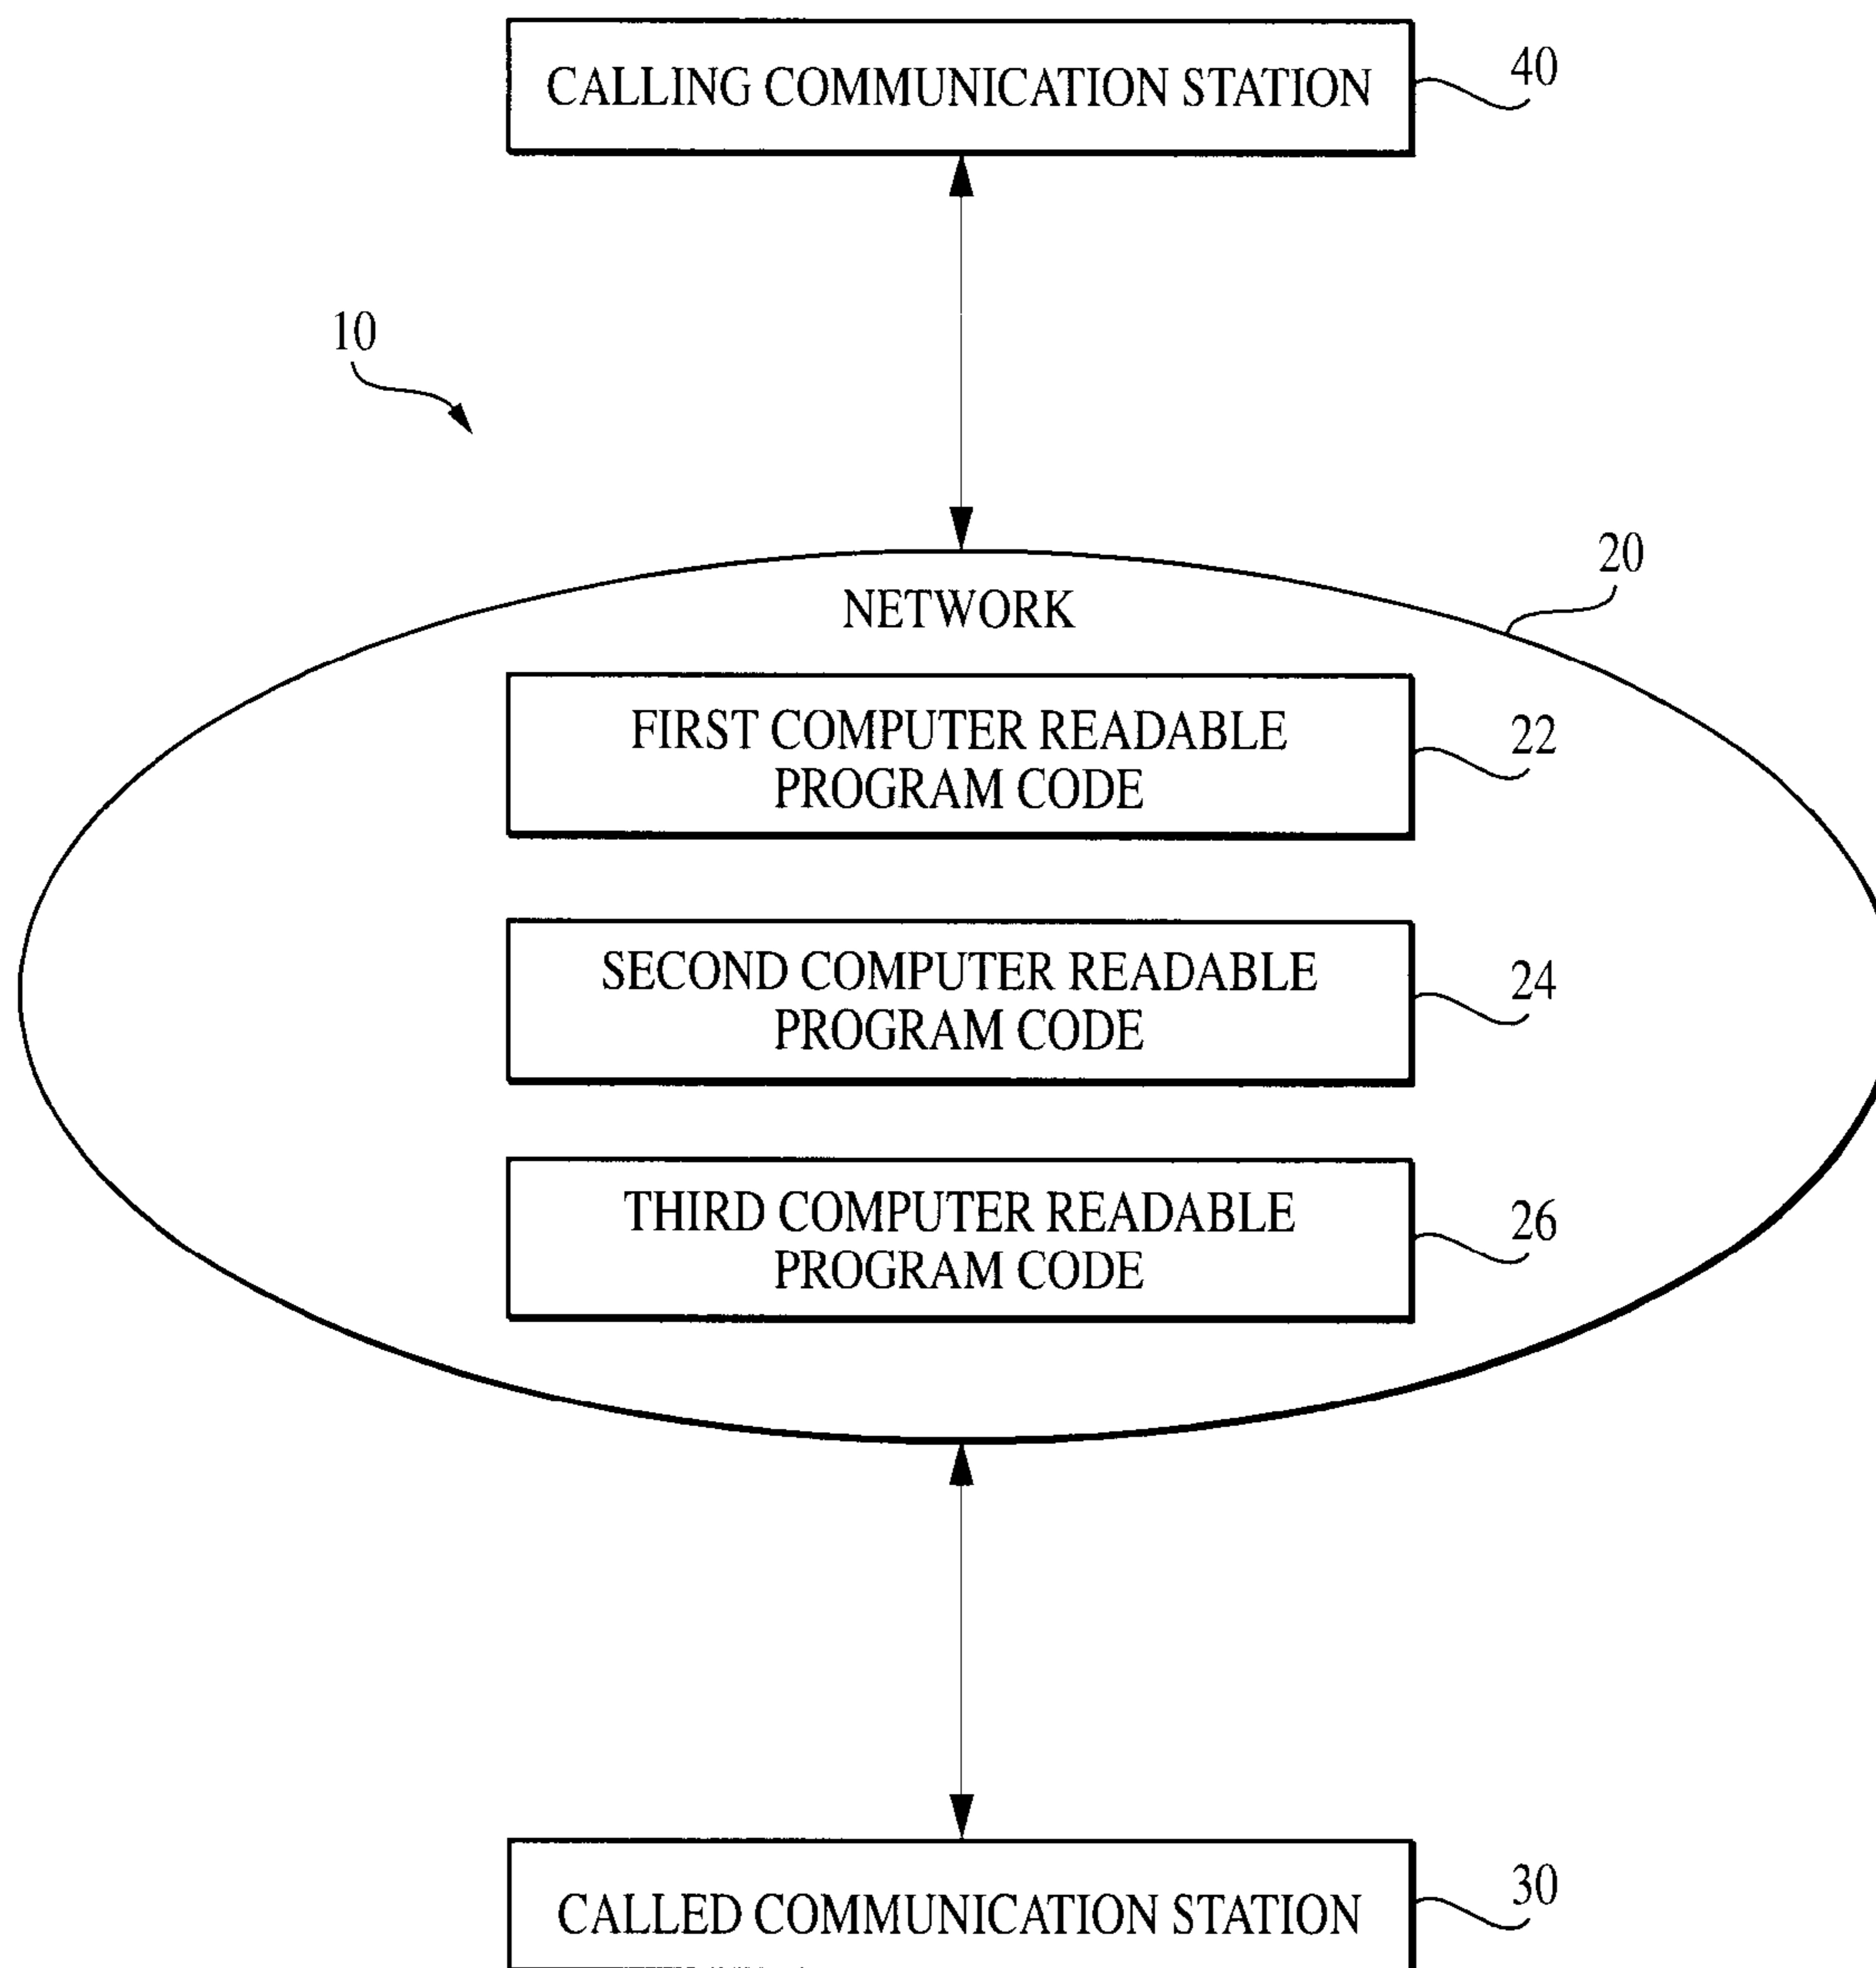 CALLING COMMUNICATION STATION
40
10
20
NETWORK
FIRST COMPUTER READABLE
PROGRAM CODE
22
SECOND COMPUTER READABLE
PROGRAM CODE
24
THIRD COMPUTER READABLE
PROGRAM CODE
26
CALLED COMMUNICATION STATION
30